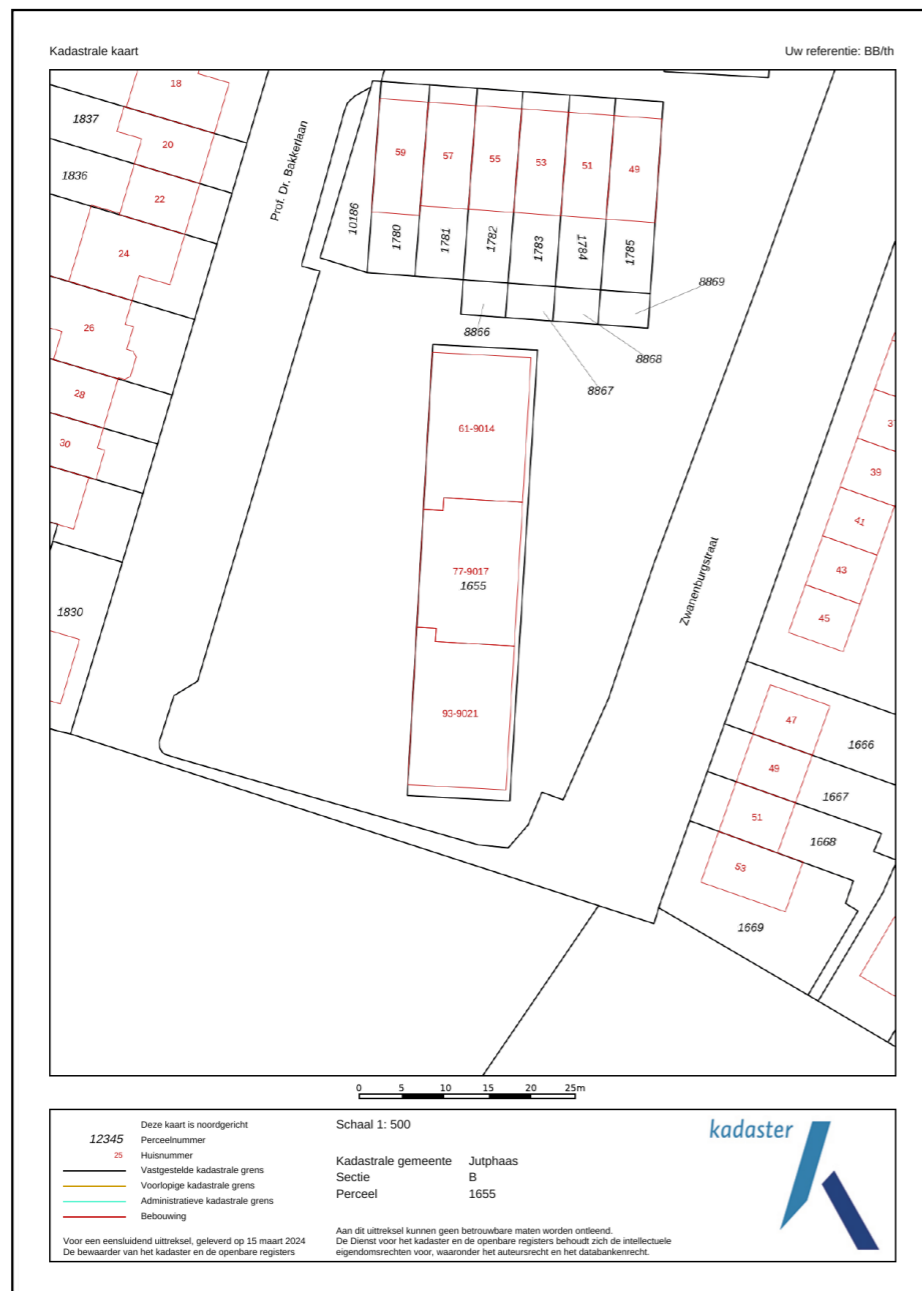 Kadastrale kaart
Uw referentie: BB/th
18
1837
20
1836
22
24
26
28
30
1830
Prof. Dr. Bakkerlaan
10186
59
57
55
53
51
49
1780
1781
1782
1783
1784
1785
8869
8866
8868
8867
61-9014
77-9017
1655
93-9021
Zwanenburgstraat
37
39
41
43
45
47
1666
49
1667
51
1668
53
1669
0 5 10 15 20 25m
Deze kaart is noordgericht
12345 Perceelnummer
25 Huisnummer
Vastgestelde kadastrale grens
Voorlopige kadastrale grens
Administratieve kadastrale grens
Bebouwing
Voor een eensluidend uittreksel, geleverd op 15 maart 2024
De bewaarder van het kadaster en de openbare registers
Schaal 1: 500
Kadastrale gemeente Jutphaas
Sectie B
Perceel 1655
Aan dit uittreksel kunnen geen betrouwbare maten worden ontleend.
De Dienst voor het kadaster en de openbare registers behoudt zich de intellectuele
eigendomsrechten voor, waaronder het auteursrecht en het databankenrecht.
kadaster